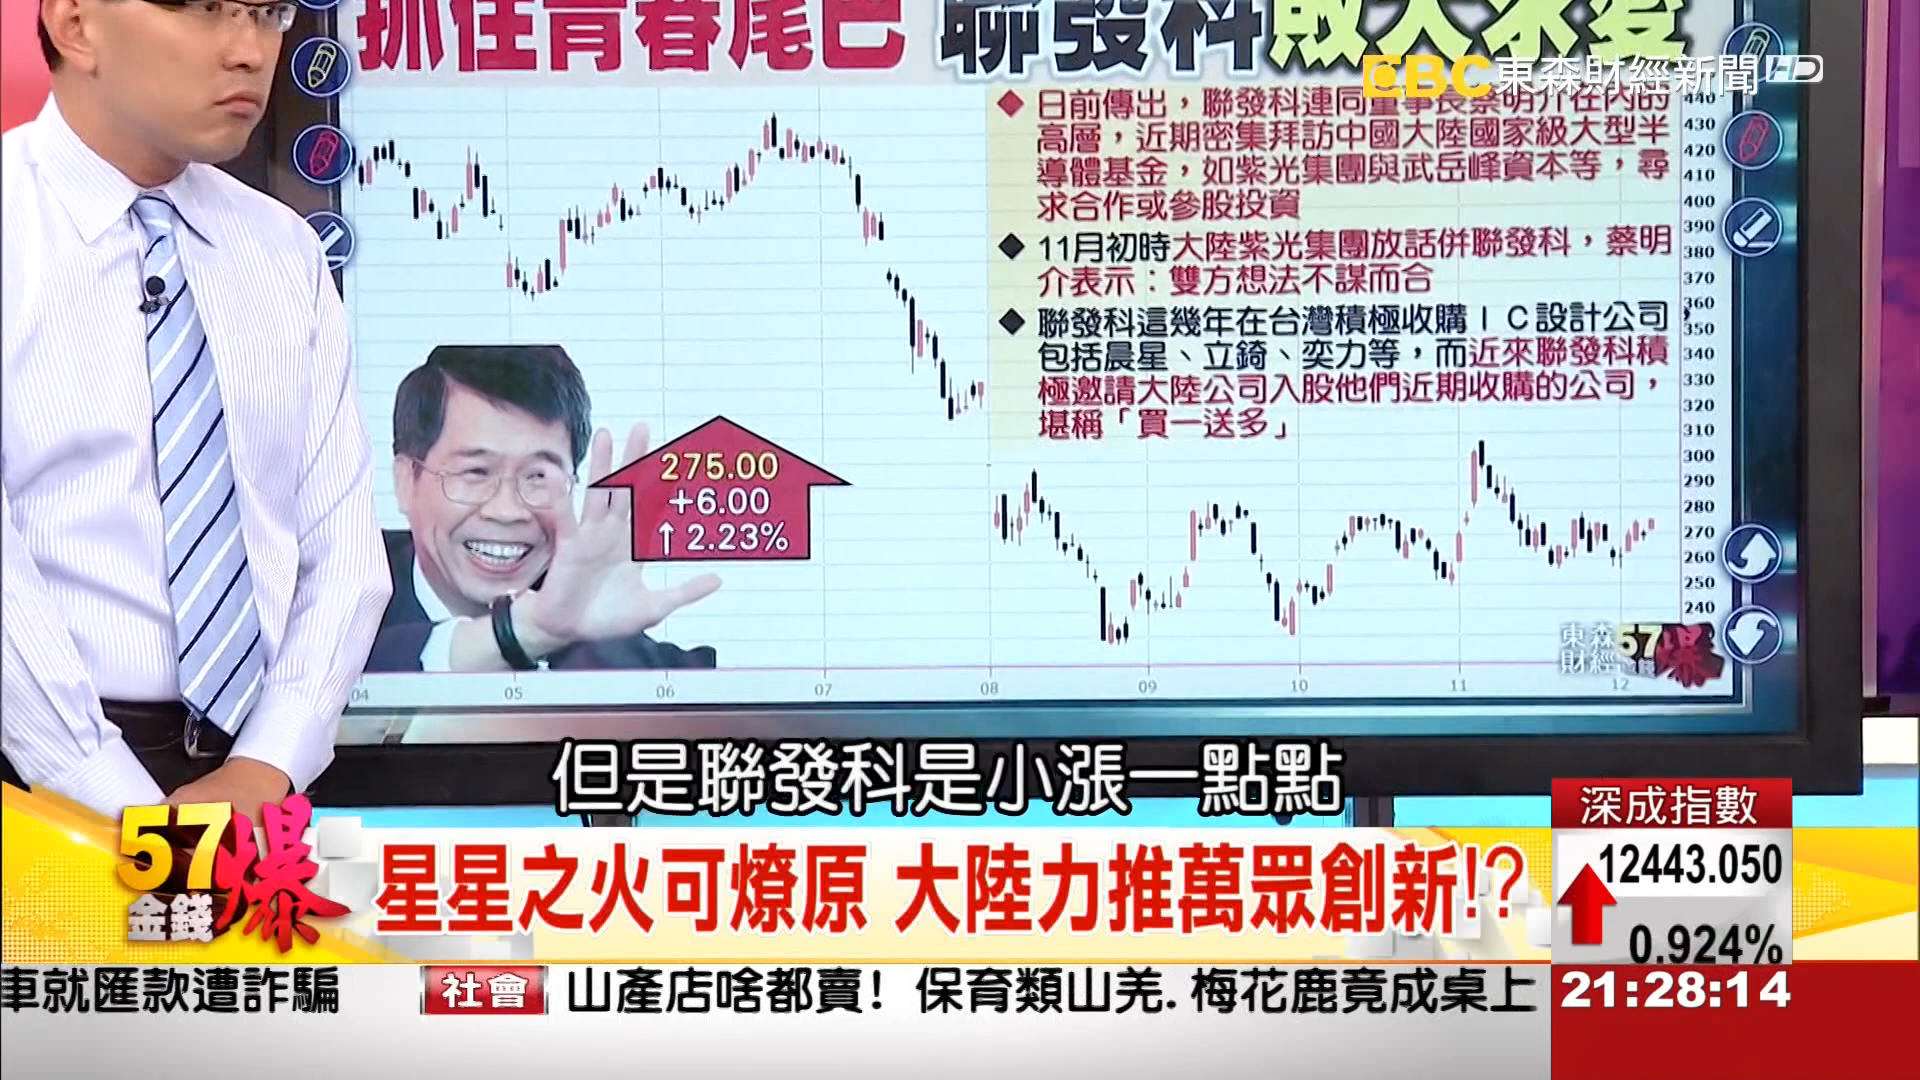 抓住青春尾巴 聯發科敗犬求愛
EBC 東森財經新聞 HD
◆ 日前傳出，聯發科連同董事長蔡明介在內的
高層，近期密集拜訪中國大陸國家級大型半
導體基金，如紫光集團與武岳峰資本等，尋
求合作或參股投資
◆ 11月初時大陸紫光集團放話併聯發科，蔡明
介表示：雙方想法不謀而合
◆ 聯發科這幾年在台灣積極收購ＩＣ設計公司，
包括晨星、立錡、奕力等，而近來聯發科積
極邀請大陸公司入股他們近期收購的公司，
堪稱「買一送多」
440
430
420
410
400
390
380
370
360
350
340
330
320
310
300
290
280
270
260
250
240
275.00
+6.00
↑2.23%
04 05 06 07 08 09 10 11 12
東森
財經
57爆
但是聯發科是小漲一點點
57爆
金錢
星星之火可燎原 大陸力推萬眾創新!?
深成指數
12443.050
0.924%
車就匯款遭詐騙 社會 山產店啥都賣! 保育類山羌.梅花鹿竟成桌上
21:28:14